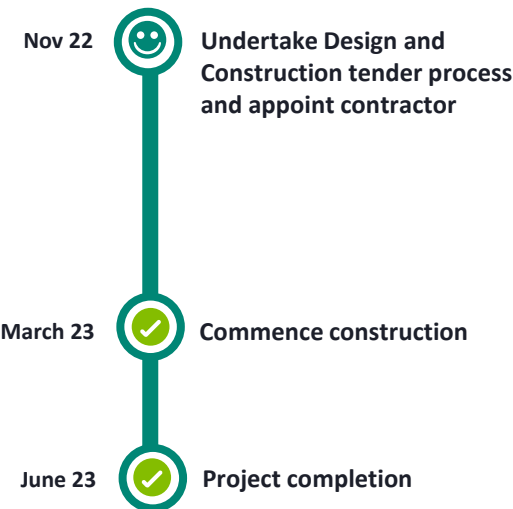 Nov 22
Undertake Design and
Construction tender process
and appoint contractor
March 23
Commence construction
June 23
Project completion